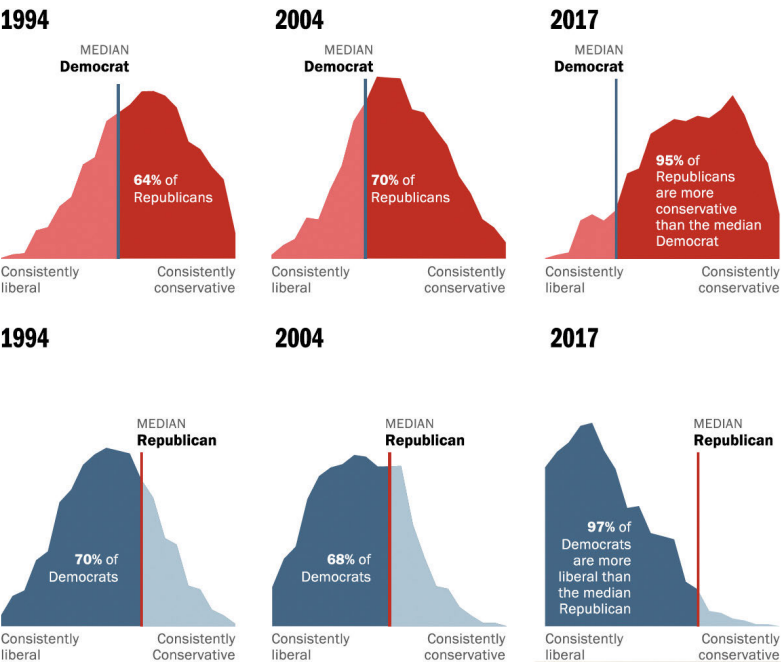 1994
MEDIAN
Democrat
64% of
Republicans
Consistently
liberal
Consistently
conservative
2004
MEDIAN
Democrat
70% of
Republicans
Consistently
liberal
Consistently
conservative
2017
MEDIAN
Democrat
95% of
Republicans
are more
conservative
than the median
Democrat
Consistently
liberal
Consistently
conservative
1994
MEDIAN
Republican
70% of
Democrats
Consistently
liberal
Consistently
Conservative
2004
MEDIAN
Republican
68% of
Democrats
Consistently
liberal
Consistently
conservative
2017
MEDIAN
Republican
97% of
Democrats
are more
liberal than
the median
Republican
Consistently
liberal
Consistently
conservative